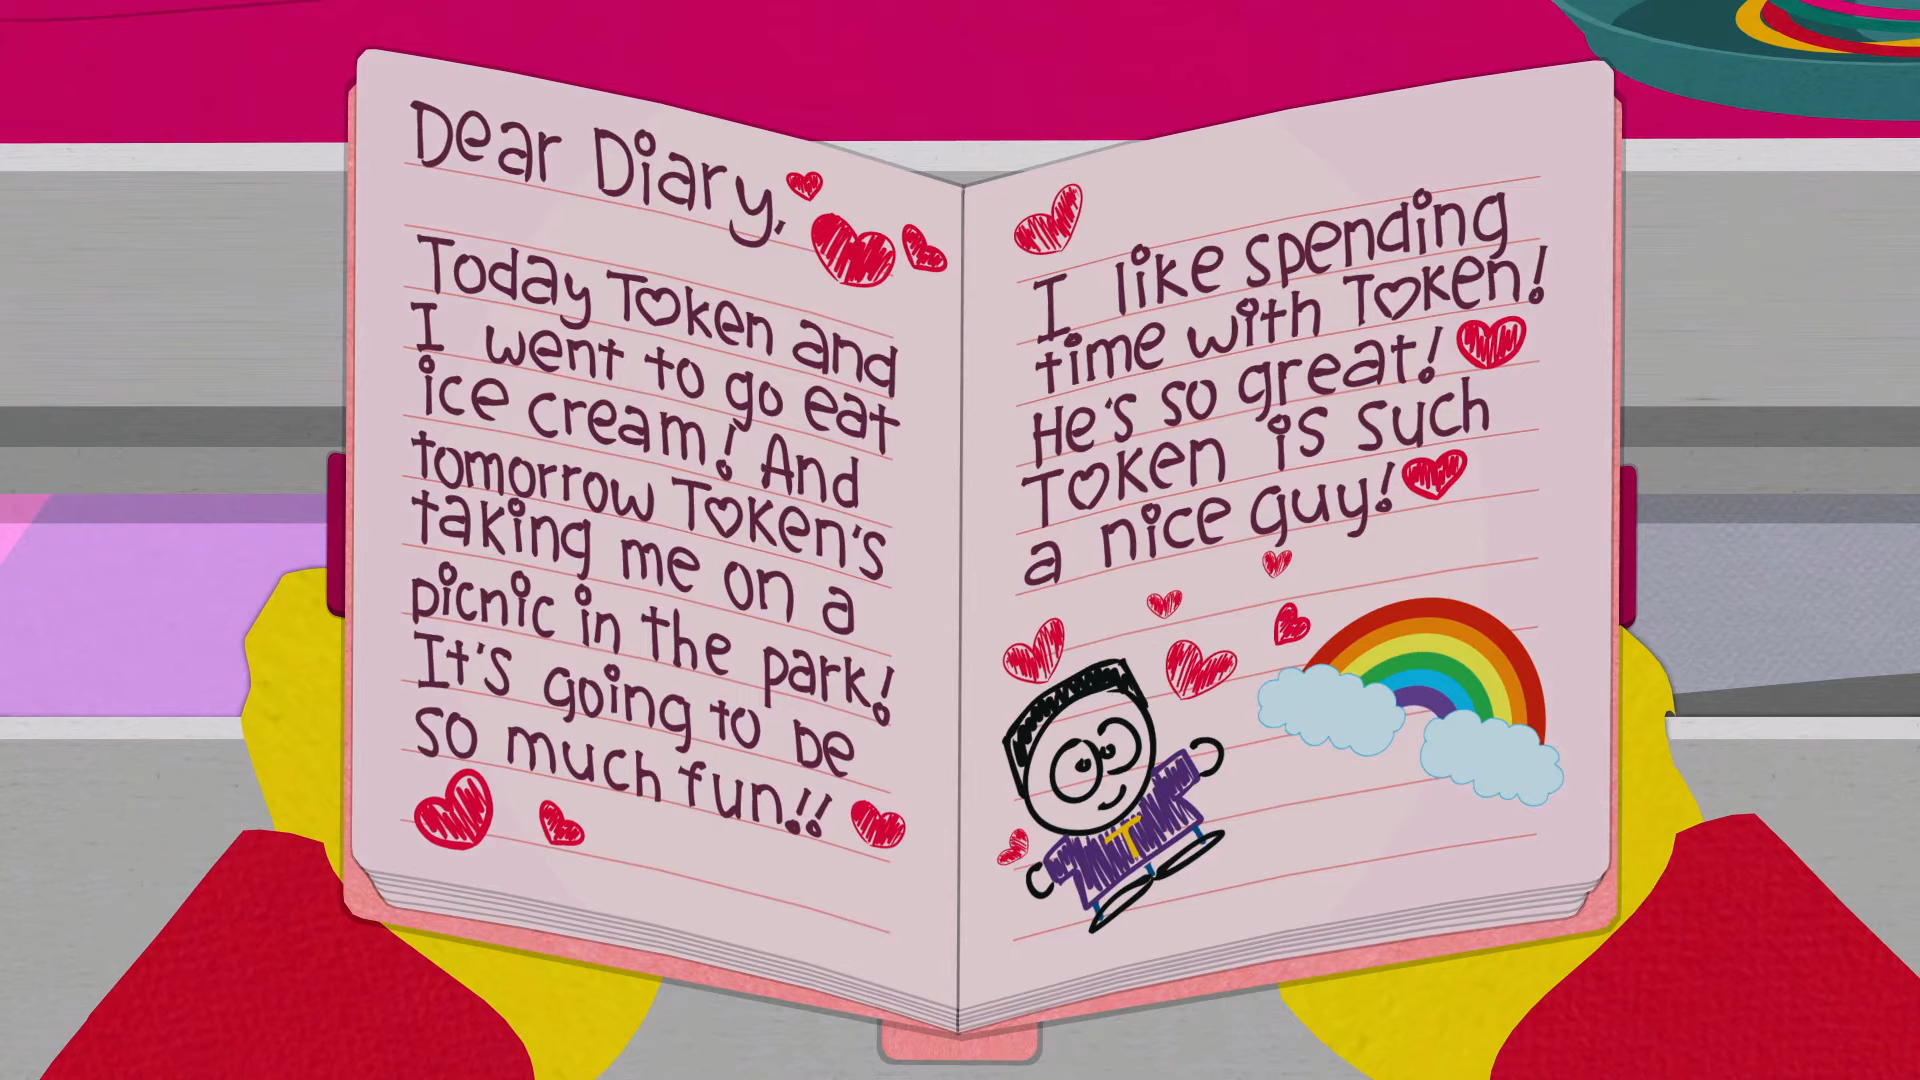 Dear Diary,
Today Token and
I went to go eat
ice cream! And
tomorrow Token's
taking me on a
picnic in the park!
It's going to be
so much fun!!
I like spending
time with Token!
He's so great!
Token is such
a nice guy!
T